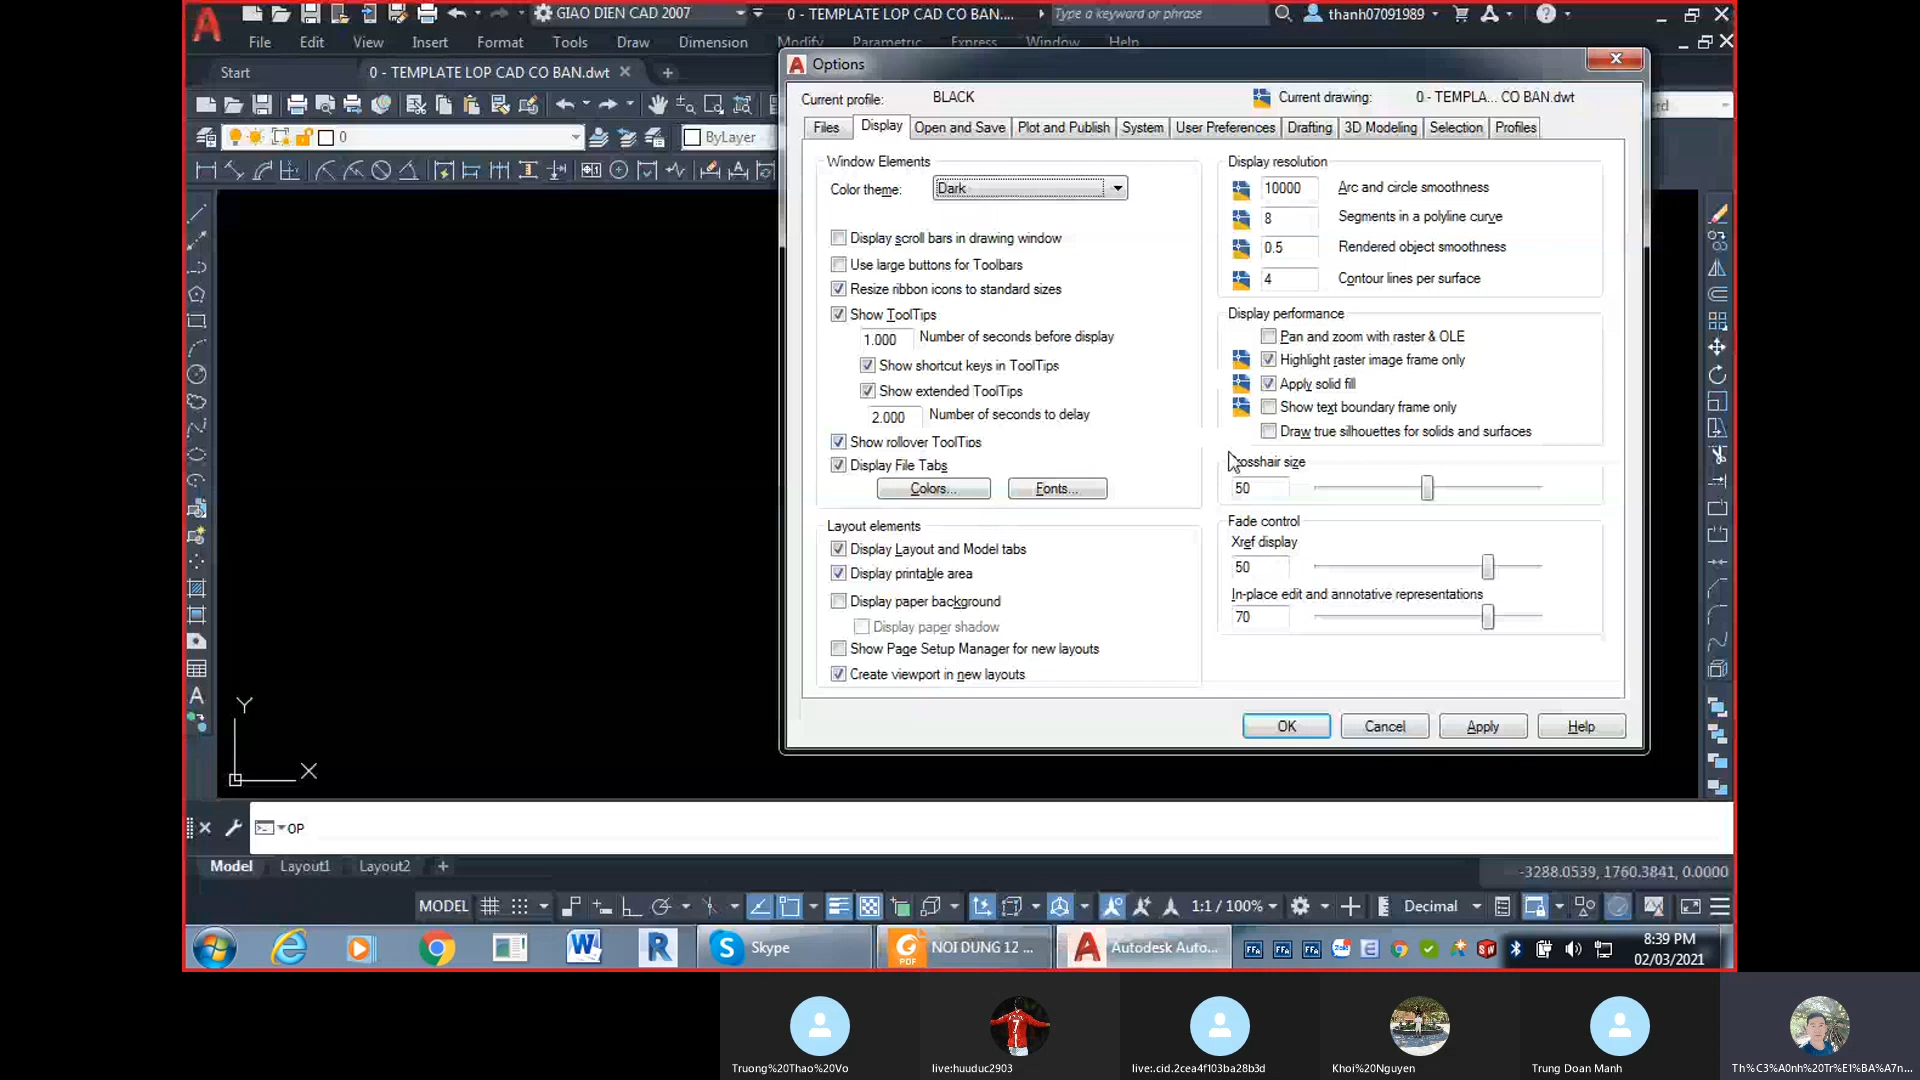 GIAO DIEN CAD 2007
0 - TEMPLATE LOP CAD CO BAN....
Type a keyword or phrase
thanh07091989
File Edit View Insert Format Tools Draw Dimension Modify Parametric Express Window Help
Start
0 - TEMPLATE LOP CAD CO BAN.dwt
0
ByLayer
Options
Current profile: BLACK
Current drawing: 0 - TEMPLA... CO BAN.dwt
Files Display Open and Save Plot and Publish System User Preferences Drafting 3D Modeling Selection Profiles
Window Elements
Color theme: Dark
Display scroll bars in drawing window
Use large buttons for Toolbars
Resize ribbon icons to standard sizes
Show ToolTips
1.000 Number of seconds before display
Show shortcut keys in ToolTips
Show extended ToolTips
2.000 Number of seconds to delay
Show rollover ToolTips
Display File Tabs
Colors... Fonts...
Layout elements
Display Layout and Model tabs
Display printable area
Display paper background
Display paper shadow
Show Page Setup Manager for new layouts
Create viewport in new layouts
Display resolution
10000 Arc and circle smoothness
8 Segments in a polyline curve
0.5 Rendered object smoothness
4 Contour lines per surface
Display performance
Pan and zoom with raster & OLE
Highlight raster image frame only
Apply solid fill
Show text boundary frame only
Draw true silhouettes for solids and surfaces
Crosshair size
50
Fade control
Xref display
50
In-place edit and annotative representations
70
OK Cancel Apply Help
Y
X
OP
Model Layout1 Layout2 +
-3288.0539, 1760.3841, 0.0000
MODEL 1:1 / 100% Decimal
Skype
PDF
NOI DUNG 12 ...
Autodesk Auto...
8:39 PM
02/03/2021
Truong%20Thao%20Vo
live:huuduc2903
live:.cid.2cea4f103ba28b3d
Khoi%20Nguyen
Trung Doan Manh
Th%C3%A0nh%20Tr%E1%BA%A7n...